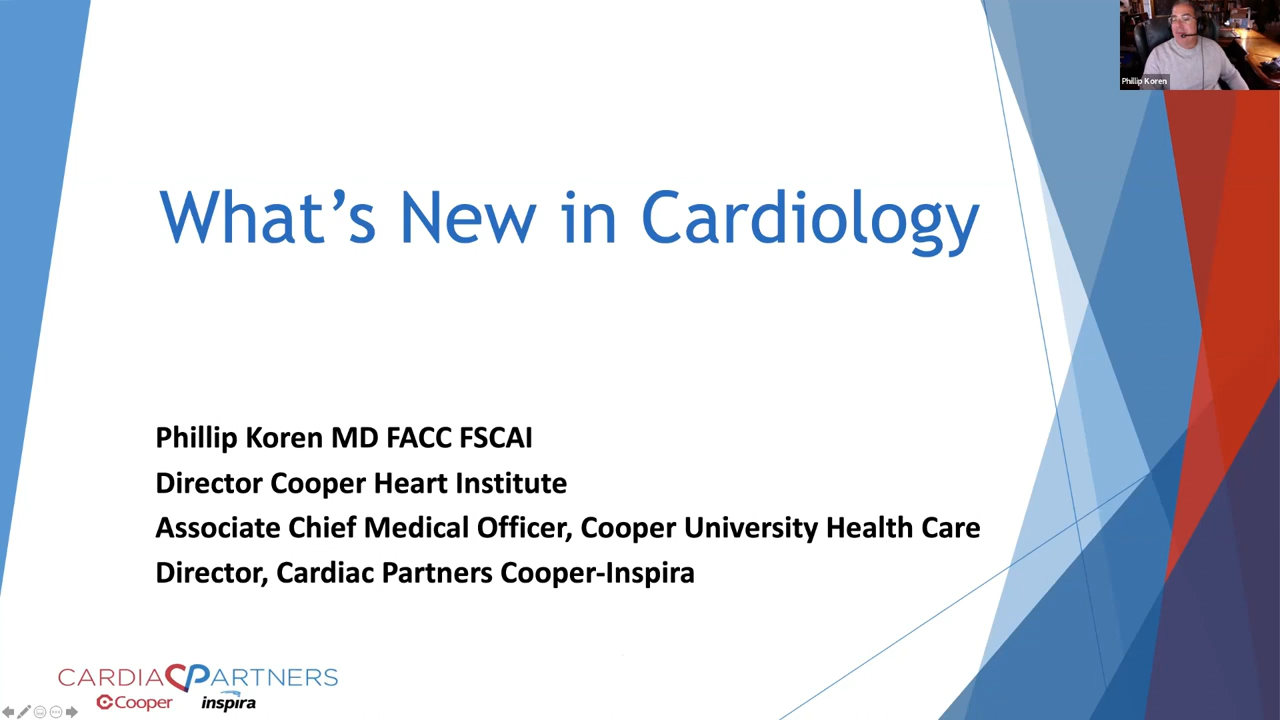 Phillip Koren
What's New in Cardiology
Phillip Koren MD FACC FSCAI
Director Cooper Heart Institute
Associate Chief Medical Officer, Cooper University Health Care
Director, Cardiac Partners Cooper-Inspira
CARDIAC PARTNERS
Cooper inspira